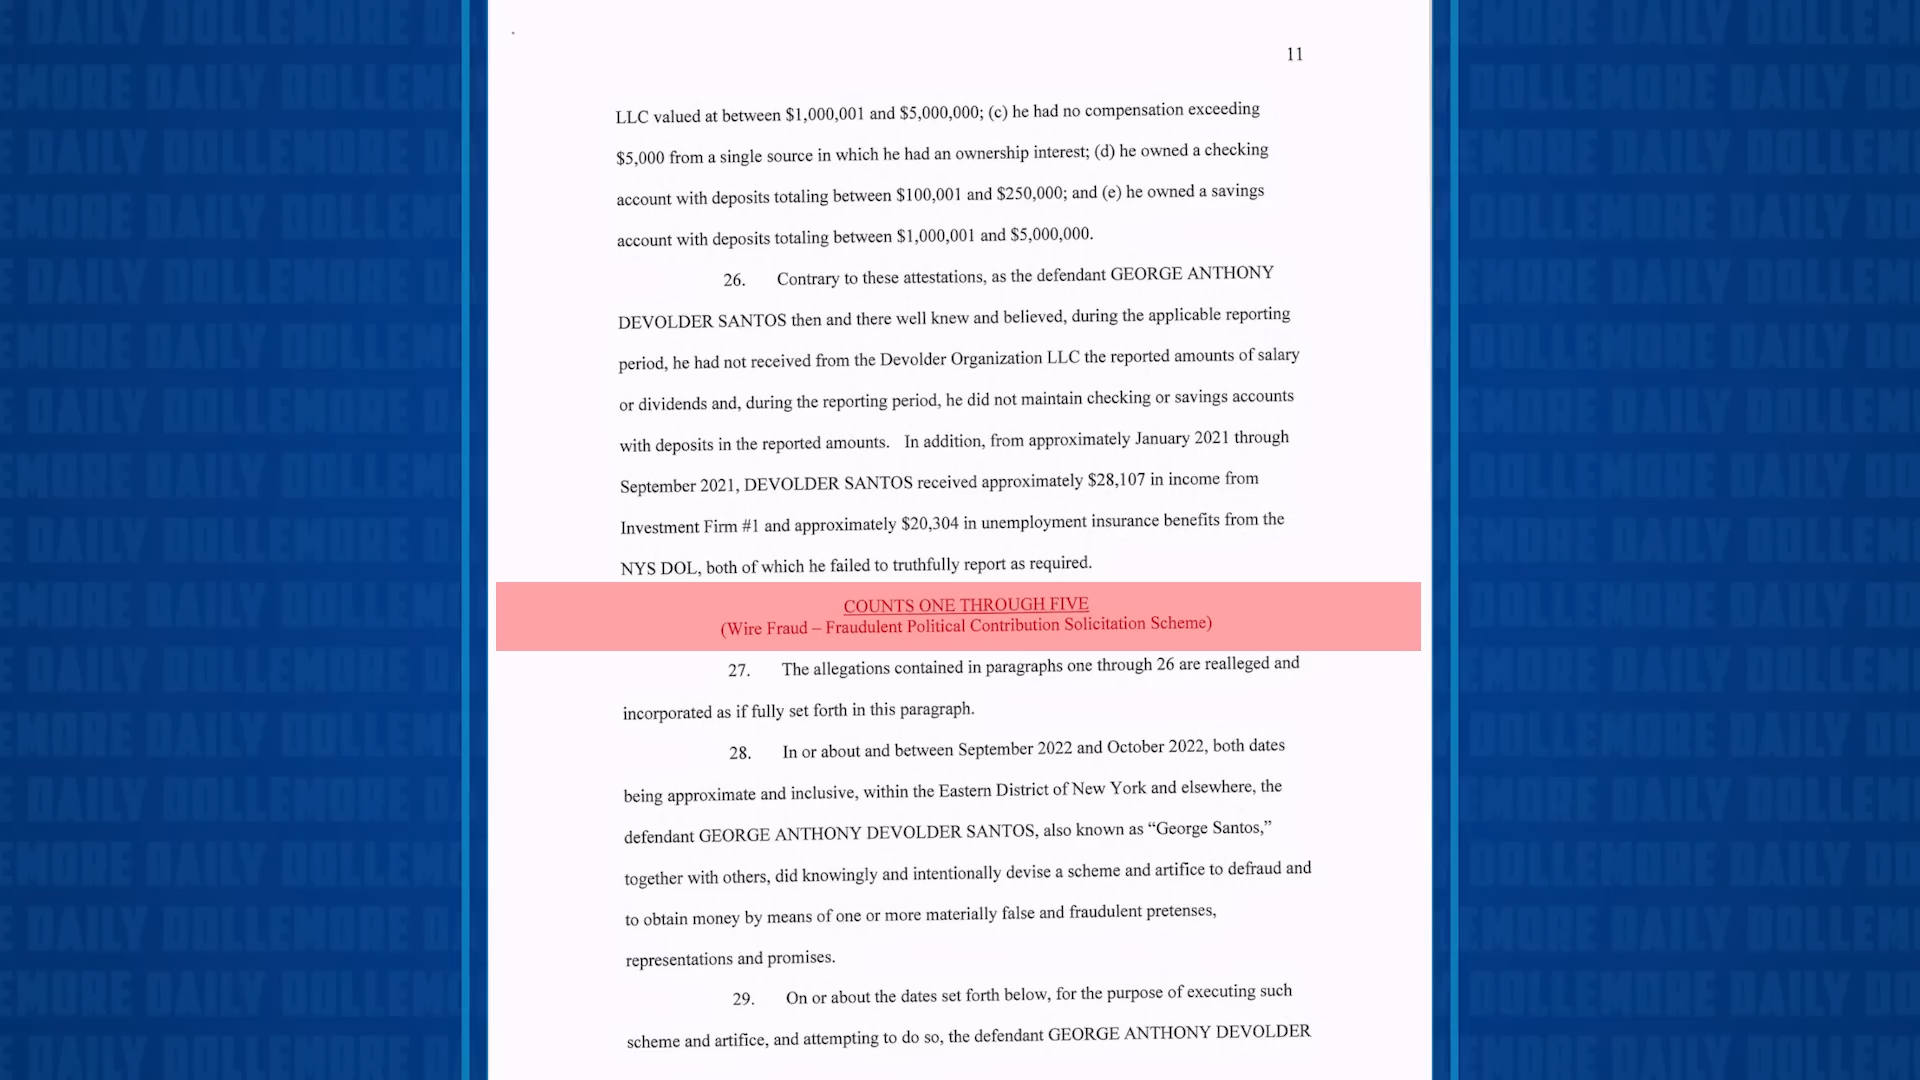 11
LLC valued at between $1,000,001 and $5,000,000; (c) he had no compensation exceeding
$5,000 from a single source in which he had an ownership interest; (d) he owned a checking
account with deposits totaling between $100,001 and $250,000; and (e) he owned a savings
account with deposits totaling between $1,000,001 and $5,000,000.
26. Contrary to these attestations, as the defendant GEORGE ANTHONY
DEVOLDER SANTOS then and there well knew and believed, during the applicable reporting
period, he had not received from the Devolder Organization LLC the reported amounts of salary
or dividends and, during the reporting period, he did not maintain checking or savings accounts
with deposits in the reported amounts. In addition, from approximately January 2021 through
September 2021, DEVOLDER SANTOS received approximately $28,107 in income from
Investment Firm #1 and approximately $20,304 in unemployment insurance benefits from the
NYS DOL, both of which he failed to truthfully report as required.
COUNTS ONE THROUGH FIVE
(Wire Fraud – Fraudulent Political Contribution Solicitation Scheme)
27. The allegations contained in paragraphs one through 26 are realleged and
incorporated as if fully set forth in this paragraph.
28. In or about and between September 2022 and October 2022, both dates
being approximate and inclusive, within the Eastern District of New York and elsewhere, the
defendant GEORGE ANTHONY DEVOLDER SANTOS, also known as “George Santos,”
together with others, did knowingly and intentionally devise a scheme and artifice to defraud and
to obtain money by means of one or more materially false and fraudulent pretenses,
representations and promises.
29. On or about the dates set forth below, for the purpose of executing such
scheme and artifice, and attempting to do so, the defendant GEORGE ANTHONY DEVOLDER